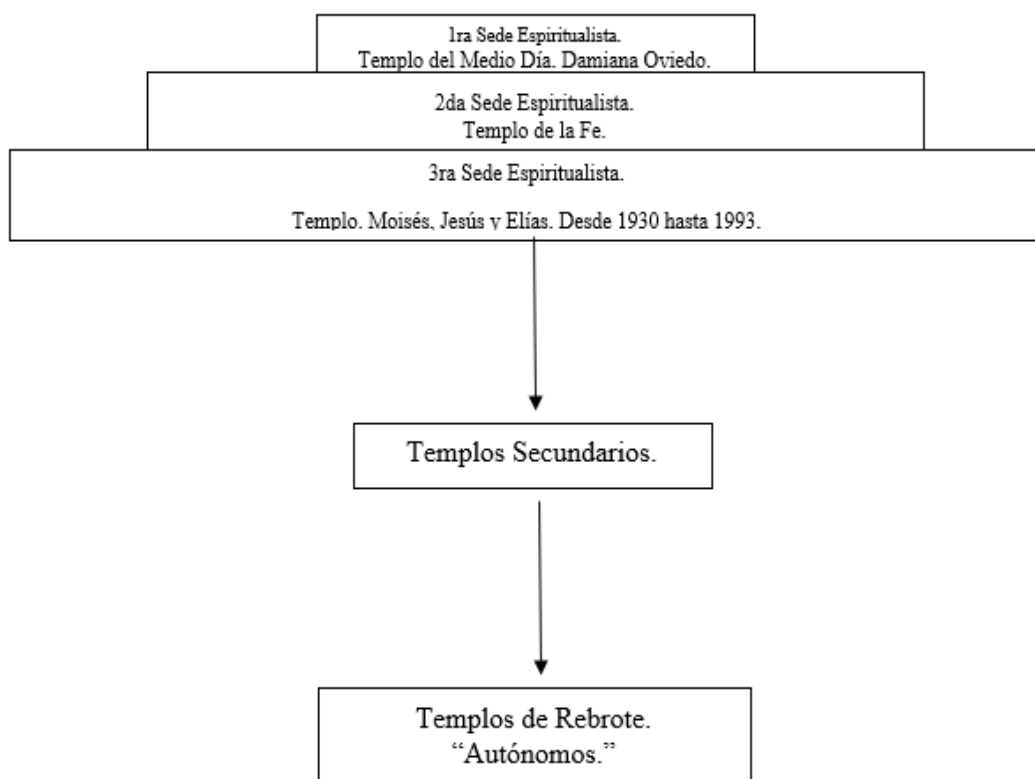 1ra Sede Espiritualista.
Templo del Medio Día. Damiana Oviedo.
2da Sede Espiritualista.
Templo de la Fe.
3ra Sede Espiritualista.
Templo. Moisés, Jesús y Elías. Desde 1930 hasta 1993.
Templos Secundarios.
Templos de Rebrote.
“Autónomos.”